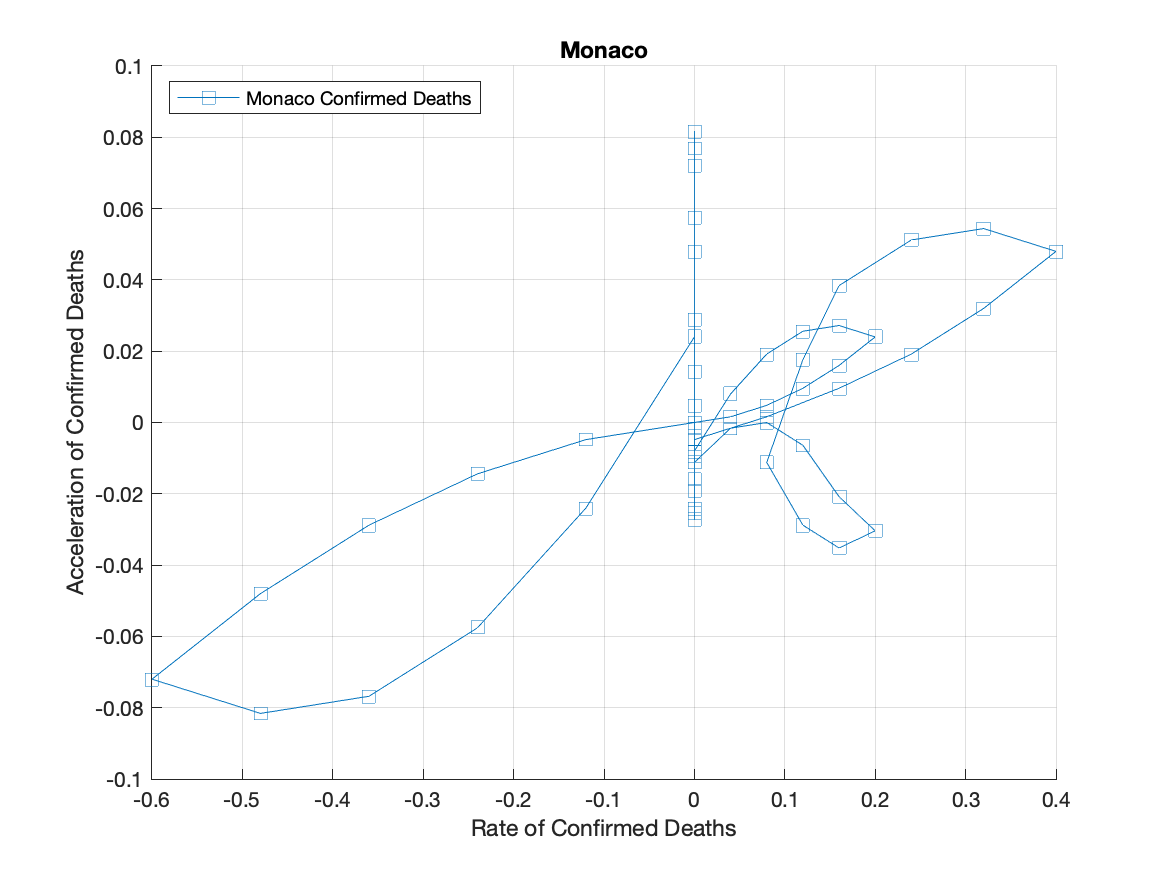 Monaco
Monaco Confirmed Deaths
0.1
0.08
0.06
0.04
0.02
0
-0.02
-0.04
-0.06
-0.08
-0.1
Acceleration of Confirmed Deaths
-0.6 -0.5 -0.4 -0.3 -0.2 -0.1 0 0.1 0.2 0.3 0.4
Rate of Confirmed Deaths